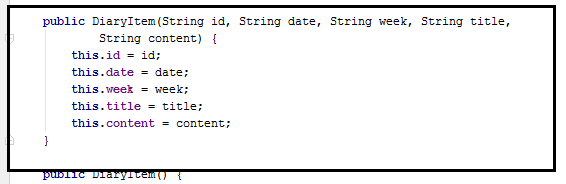 public DiaryItem(String id, String date, String week, String title,
String content) {
this.id = id;
this.date = date;
this.week = week;
this.title = title;
this.content = content;
}
public DiaryItem() {